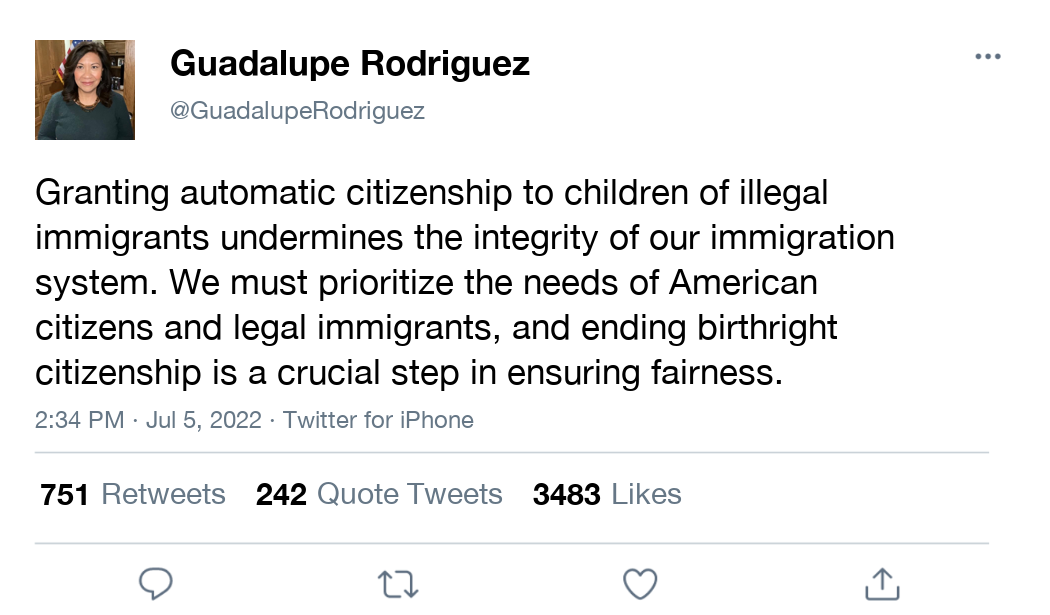 Guadalupe Rodriguez
@GuadalupeRodriguez
Granting automatic citizenship to children of illegal
immigrants undermines the integrity of our immigration
system. We must prioritize the needs of American
citizens and legal immigrants, and ending birthright
citizenship is a crucial step in ensuring fairness.
2:34 PM · Jul 5, 2022 · Twitter for iPhone
751 Retweets 242 Quote Tweets 3483 Likes